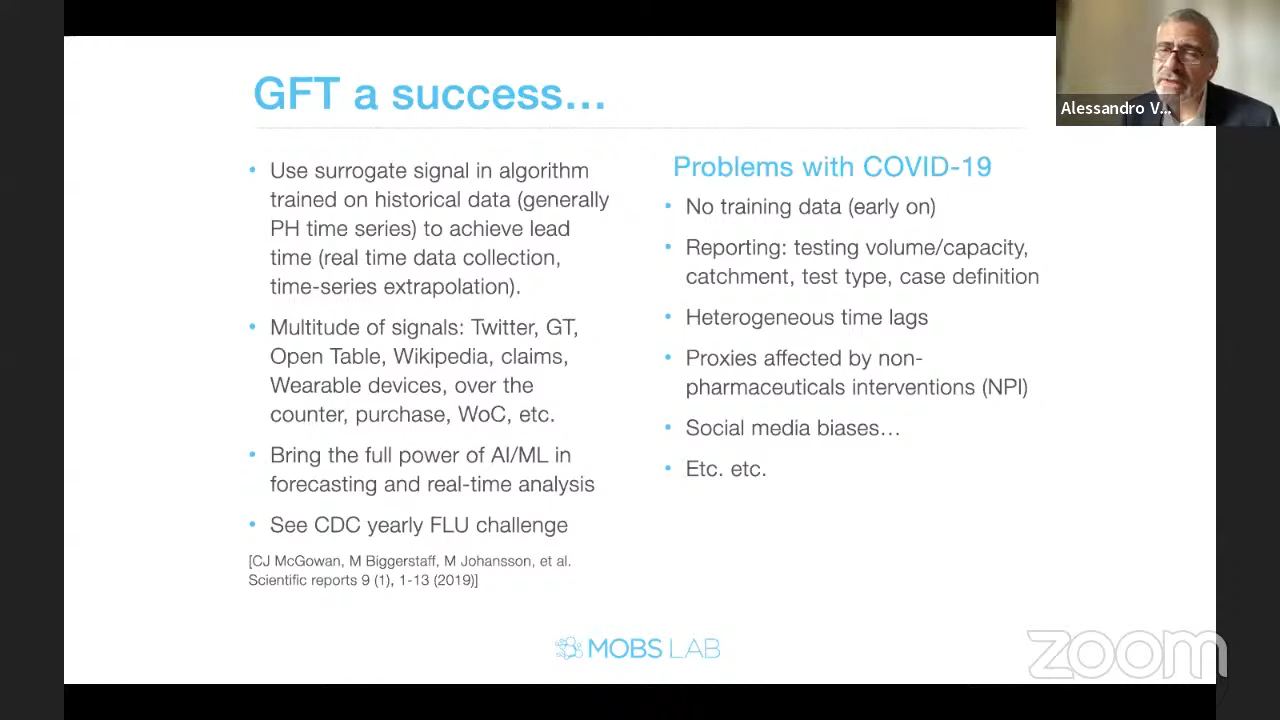 GFT a success...
• Use surrogate signal in algorithm
trained on historical data (generally
PH time series) to achieve lead
time (real time data collection,
time-series extrapolation).
• Multitude of signals: Twitter, GT,
Open Table, Wikipedia, claims,
Wearable devices, over the
counter, purchase, WoC, etc.
• Bring the full power of AI/ML in
forecasting and real-time analysis
• See CDC yearly FLU challenge
[CJ McGowan, M Biggerstaff, M Johansson, et al.
Scientific reports 9 (1), 1-13 (2019)]
Problems with COVID-19
• No training data (early on)
• Reporting: testing volume/capacity,
catchment, test type, case definition
• Heterogeneous time lags
• Proxies affected by non-
pharmaceuticals interventions (NPI)
• Social media biases...
• Etc. etc.
MOBS LAB
Alessandro V...
zoom